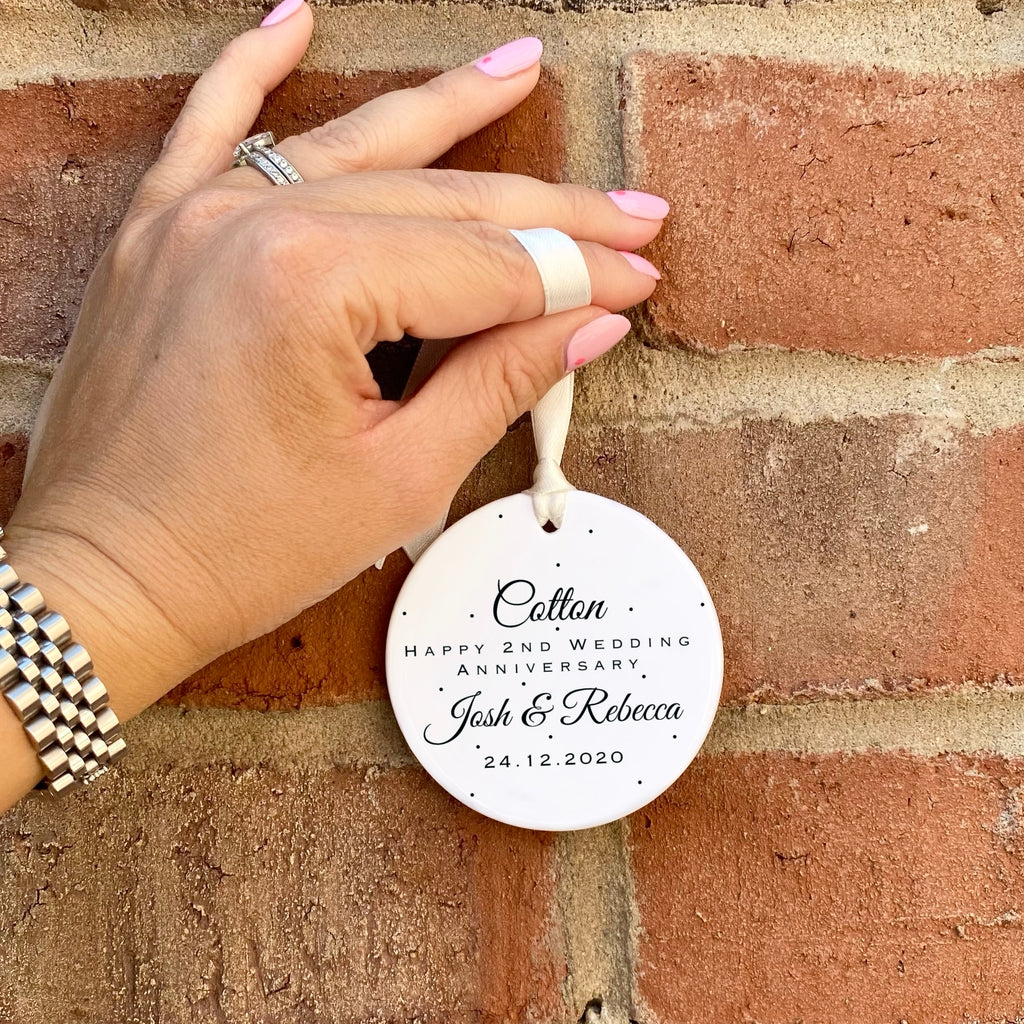 Cotton
Happy 2nd Wedding
Anniversary
Josh & Rebecca
24.12.2020